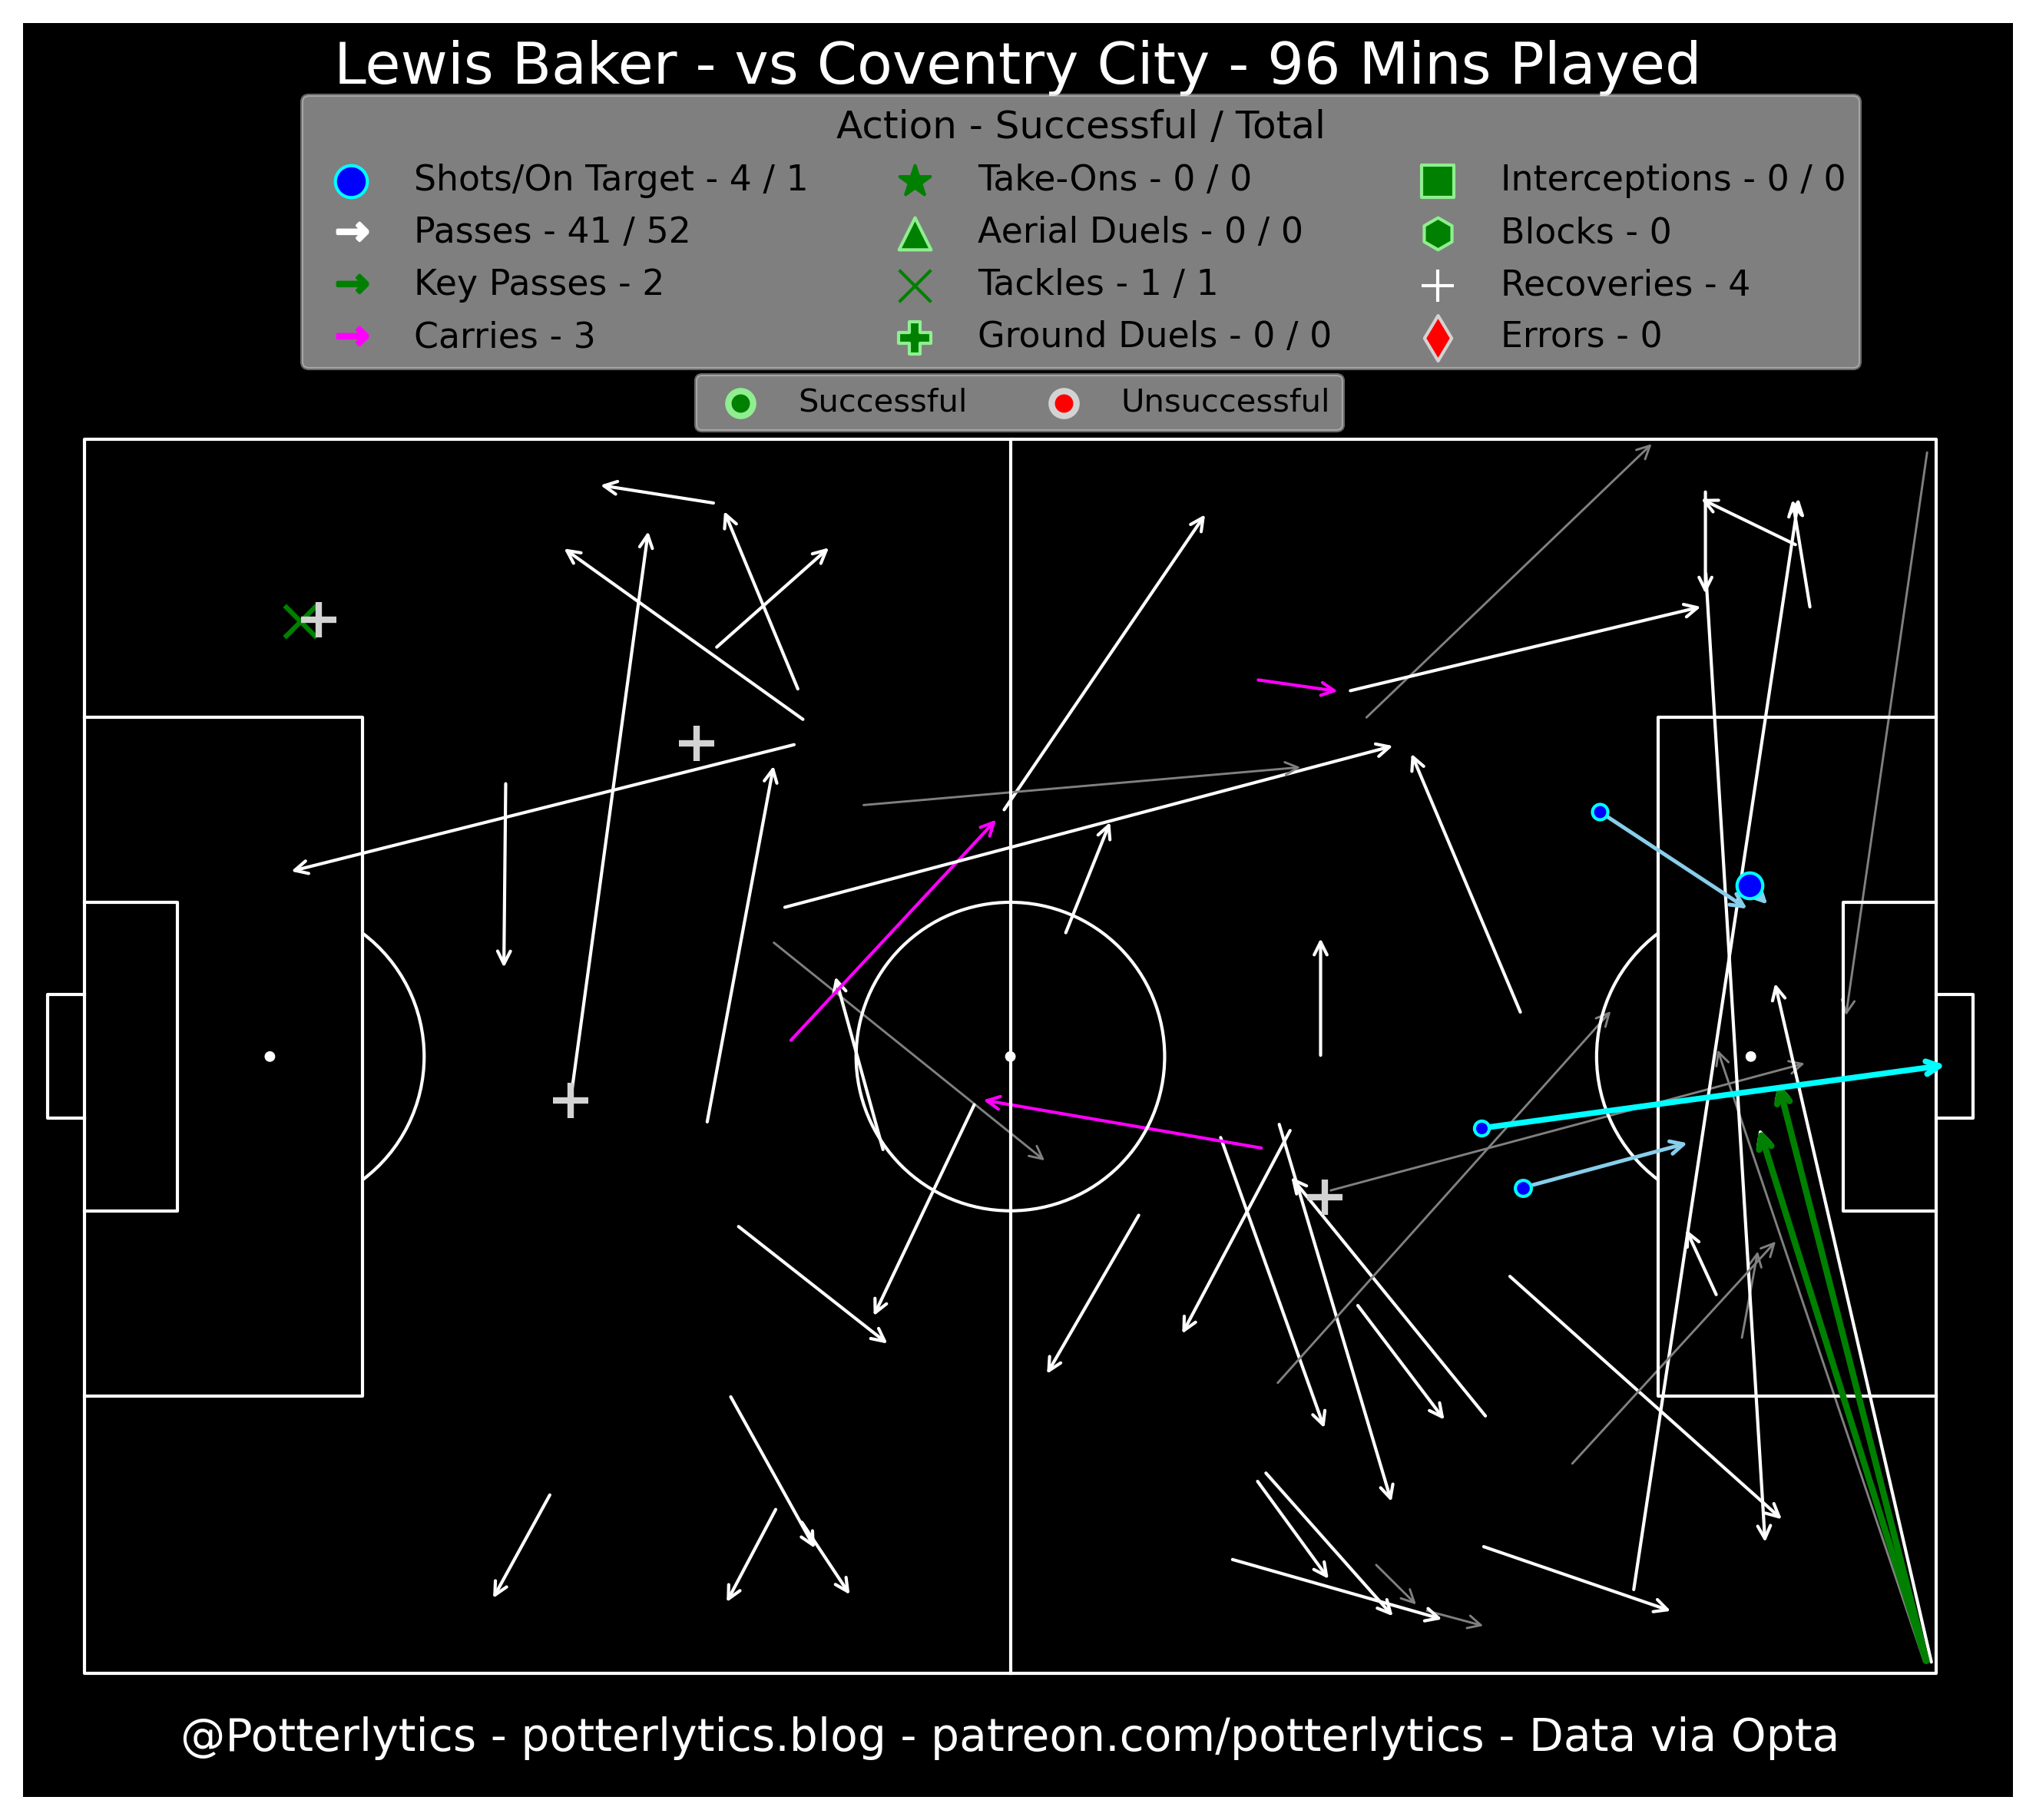 Lewis Baker - vs Coventry City - 96 Mins Played
Action - Successful / Total
Shots/On Target - 4 / 1
Passes - 41 / 52
Key Passes - 2
Carries - 3
Take-Ons - 0 / 0
Aerial Duels - 0 / 0
Tackles - 1 / 1
Ground Duels - 0 / 0
Interceptions - 0 / 0
Blocks - 0
Recoveries - 4
Errors - 0
Successful
Unsuccessful
@Potterlytics - potterlytics.blog - patreon.com/potterlytics - Data via Opta